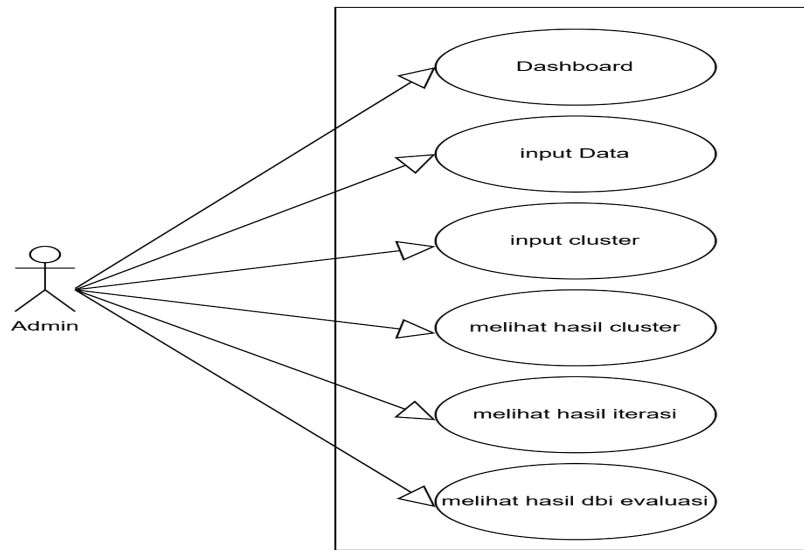 Dashboard
input Data
input cluster
Admin
melihat hasil cluster
melihat hasil iterasi
melihat hasil dbi evaluasi